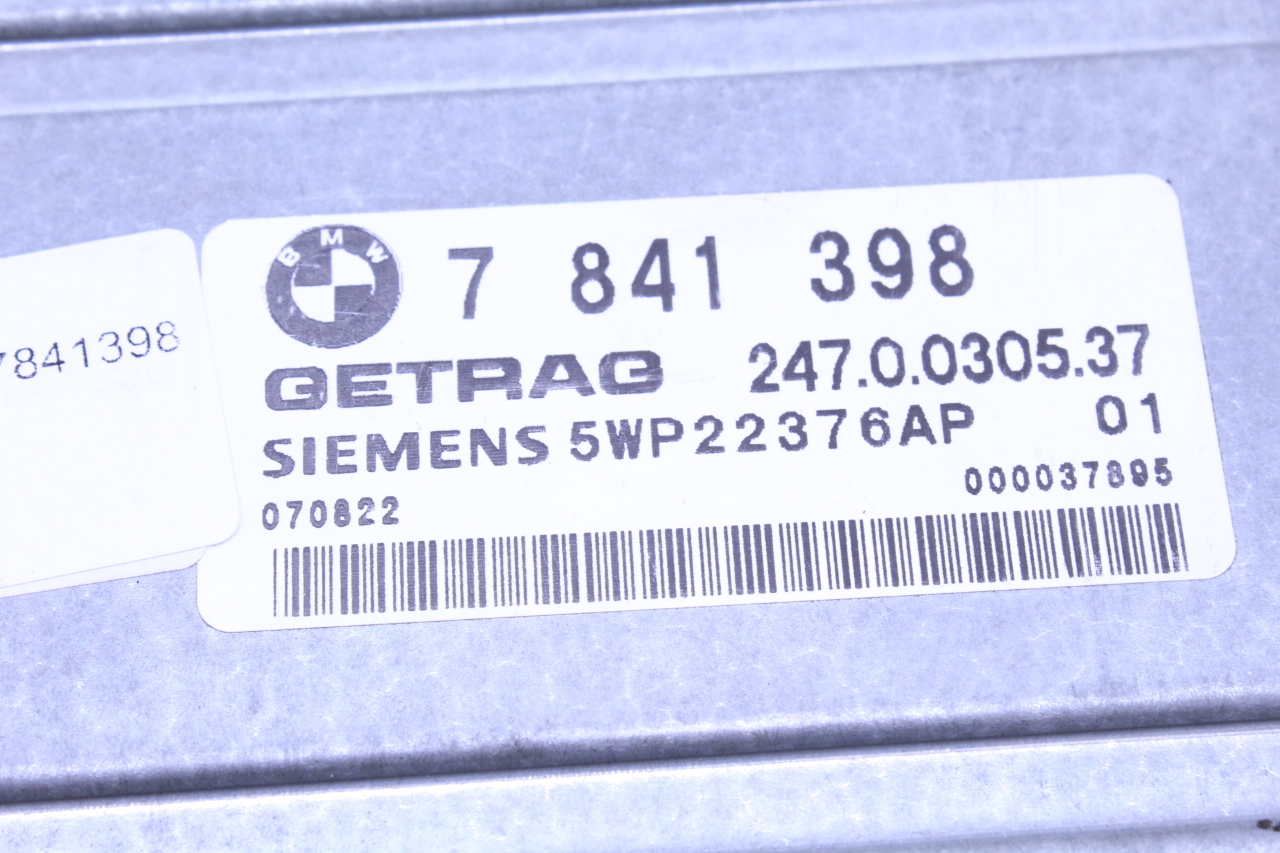 BMW
7 841 398
GETRAG 247.0.0305.37
SIEMENS 5WP22376AP 01
070822 000037895
7841398